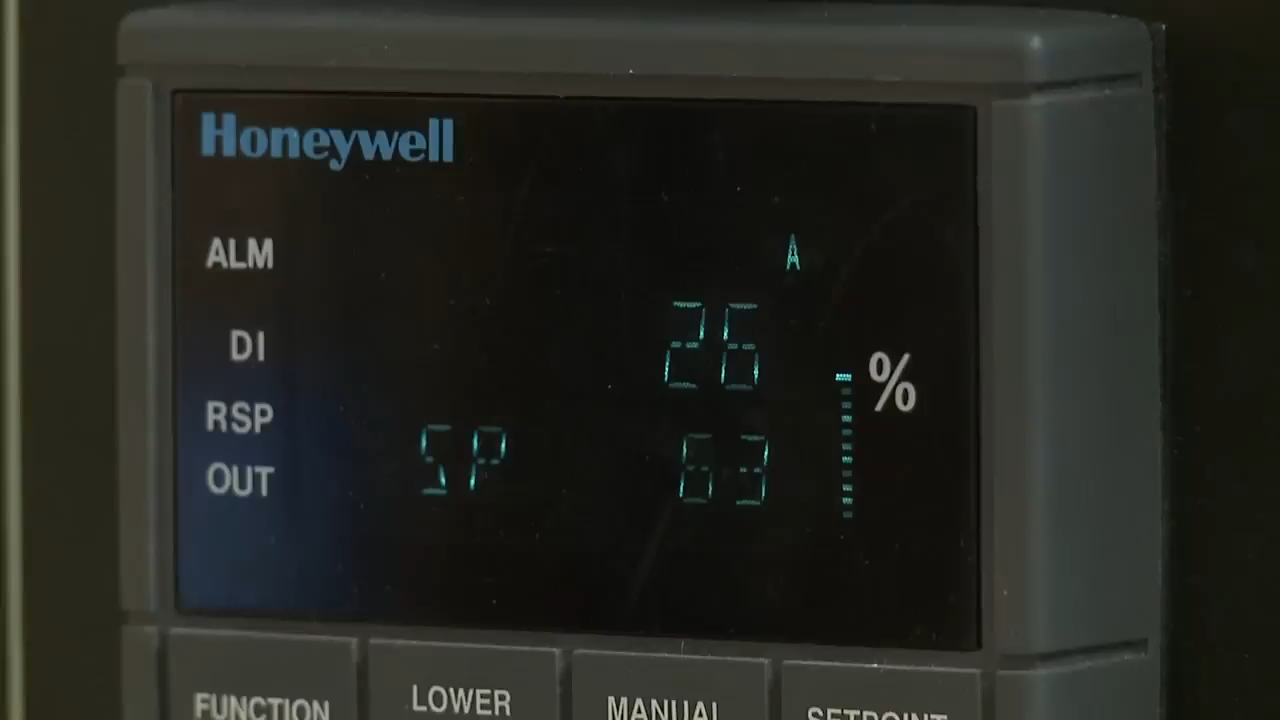 Honeywell
ALM
A
DI
26
%
RSP
OUT
SP 63
FUNCTION LOWER MANUAL SETPOINT